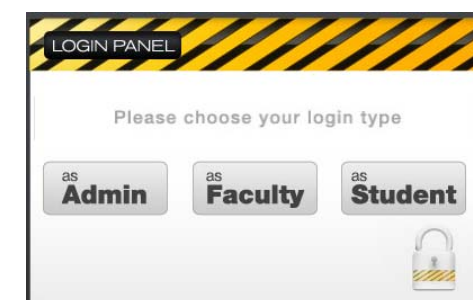 LOGIN PANEL
Please choose your login type
as as as
Admin Faculty Student